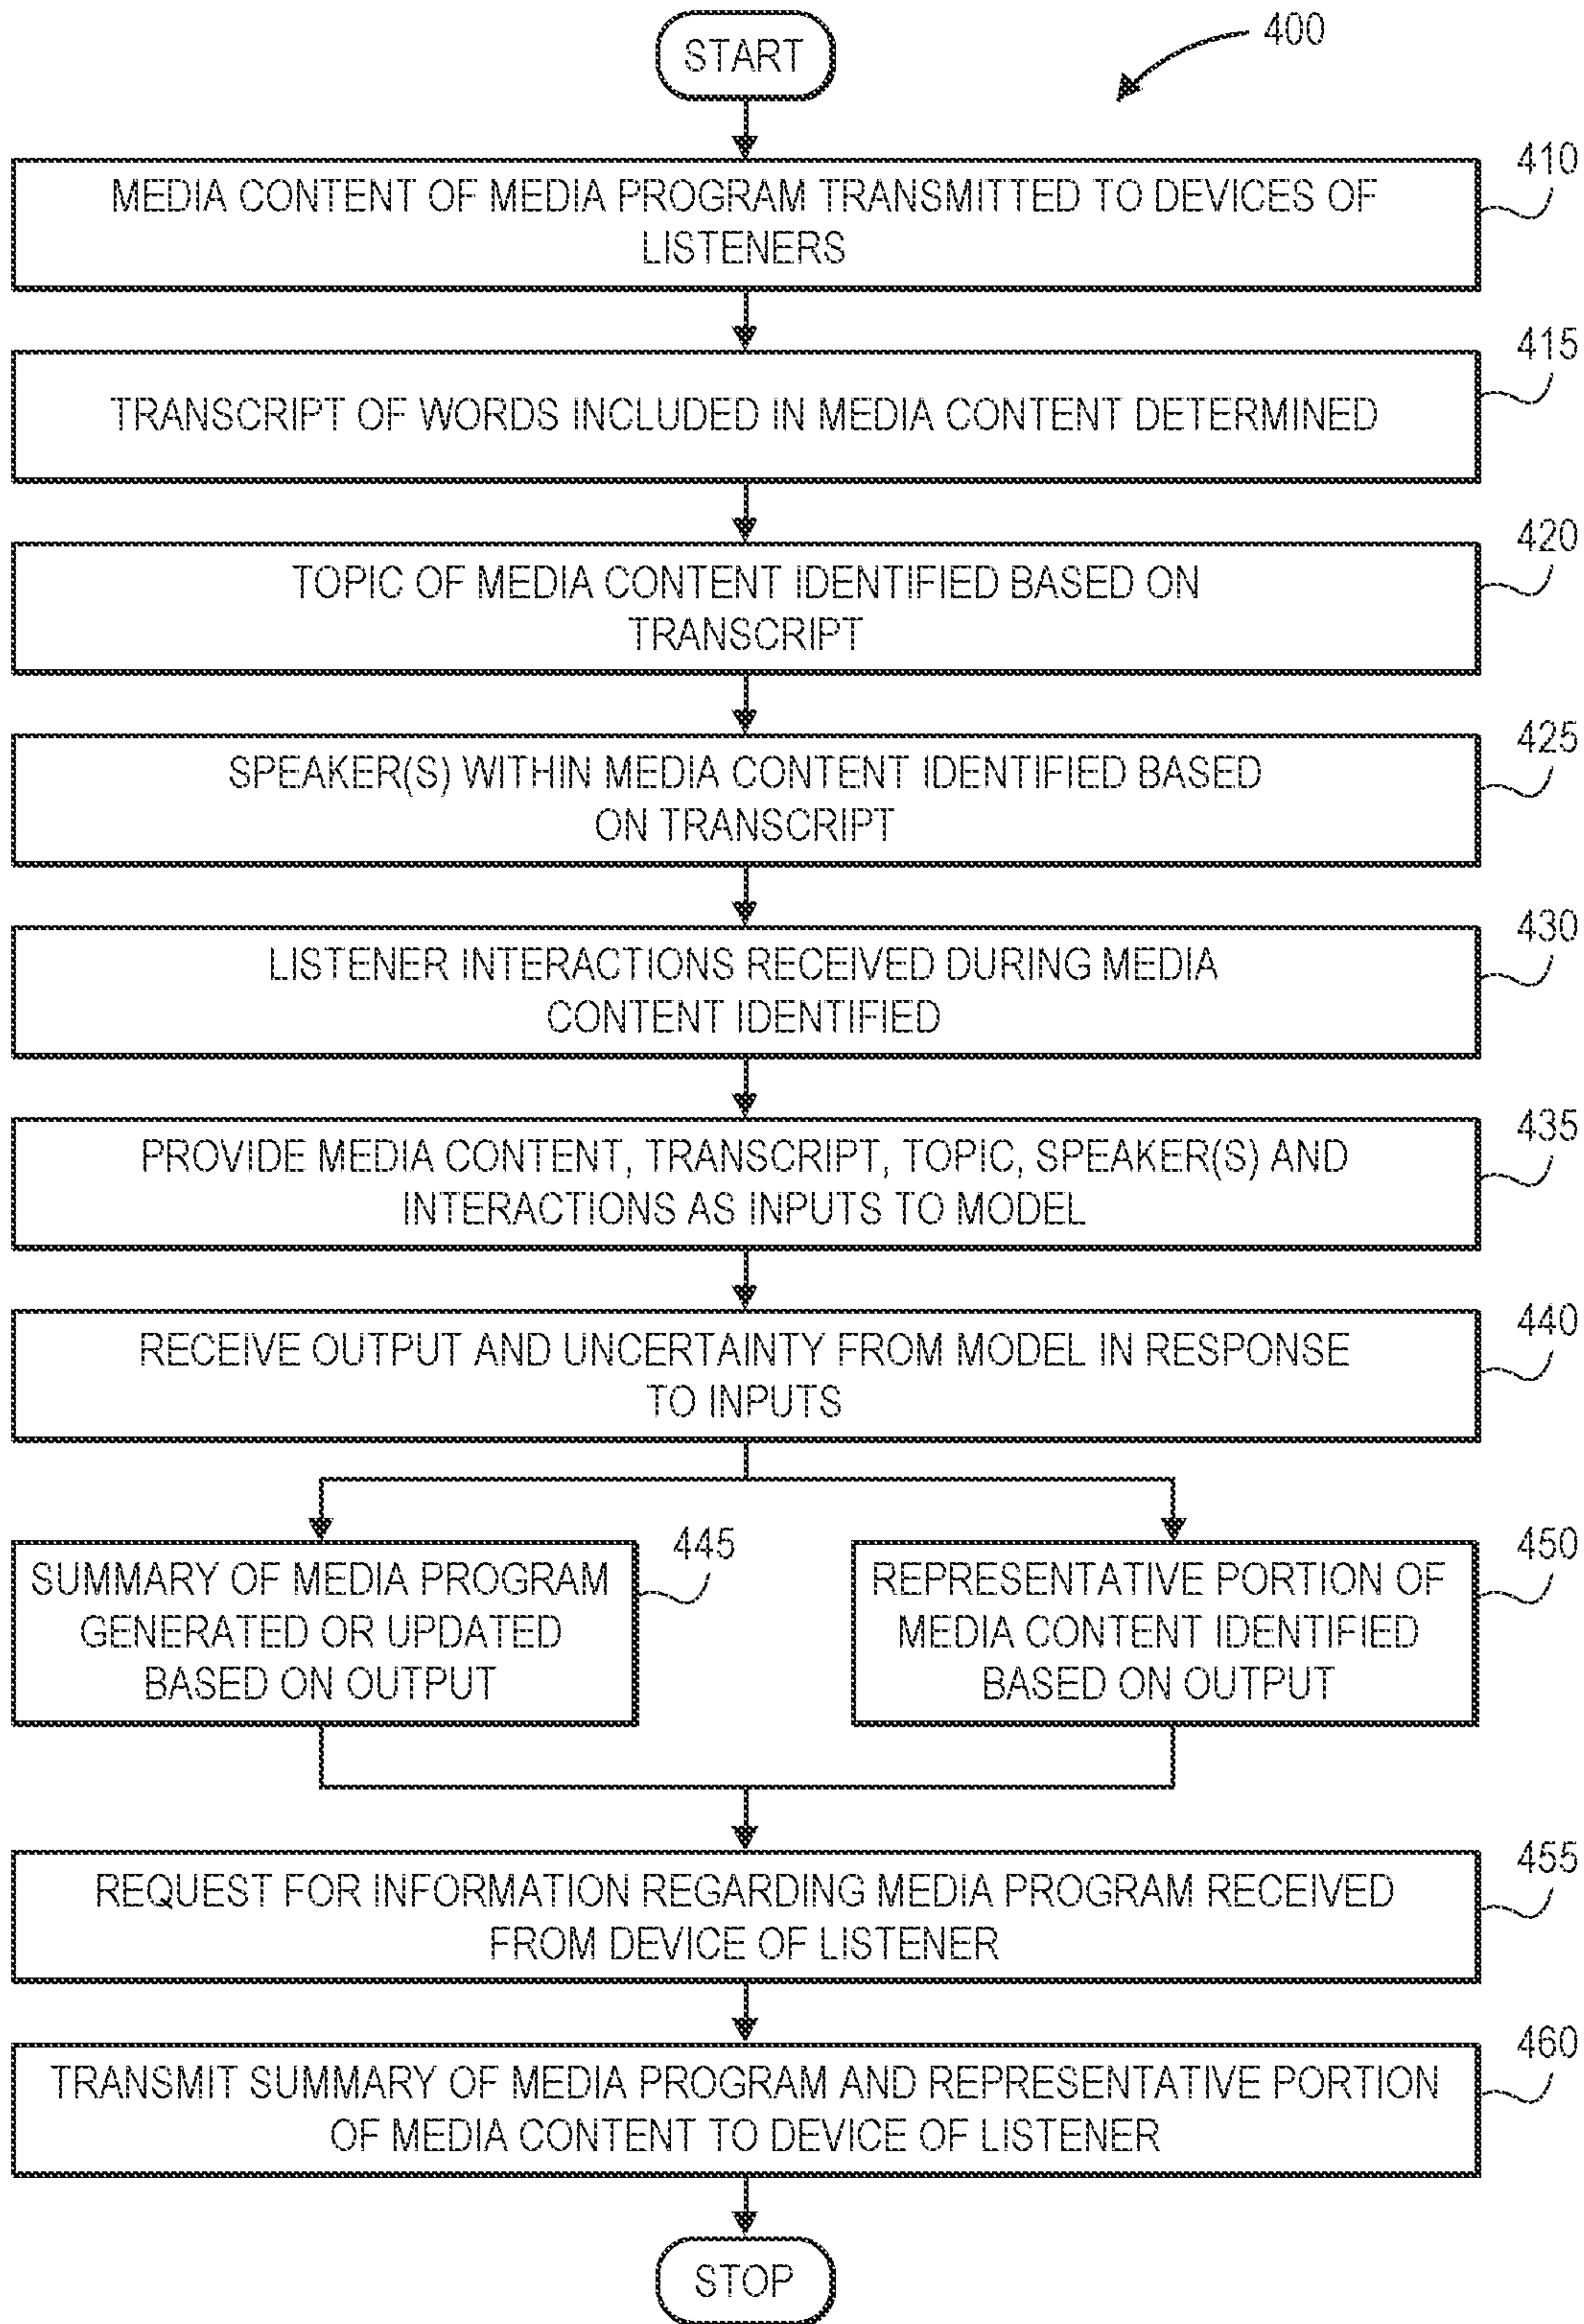 START
400
MEDIA CONTENT OF MEDIA PROGRAM TRANSMITTED TO DEVICES OF
LISTENERS
410
TRANSCRIPT OF WORDS INCLUDED IN MEDIA CONTENT DETERMINED
415
TOPIC OF MEDIA CONTENT IDENTIFIED BASED ON
TRANSCRIPT
420
SPEAKER(S) WITHIN MEDIA CONTENT IDENTIFIED BASED
ON TRANSCRIPT
425
LISTENER INTERACTIONS RECEIVED DURING MEDIA
CONTENT IDENTIFIED
430
PROVIDE MEDIA CONTENT, TRANSCRIPT, TOPIC, SPEAKER(S) AND
INTERACTIONS AS INPUTS TO MODEL
435
RECEIVE OUTPUT AND UNCERTAINTY FROM MODEL IN RESPONSE
TO INPUTS
440
SUMMARY OF MEDIA PROGRAM
GENERATED OR UPDATED
BASED ON OUTPUT
445
REPRESENTATIVE PORTION OF
MEDIA CONTENT IDENTIFIED
BASED ON OUTPUT
450
REQUEST FOR INFORMATION REGARDING MEDIA PROGRAM RECEIVED
FROM DEVICE OF LISTENER
455
TRANSMIT SUMMARY OF MEDIA PROGRAM AND REPRESENTATIVE PORTION
OF MEDIA CONTENT TO DEVICE OF LISTENER
460
STOP